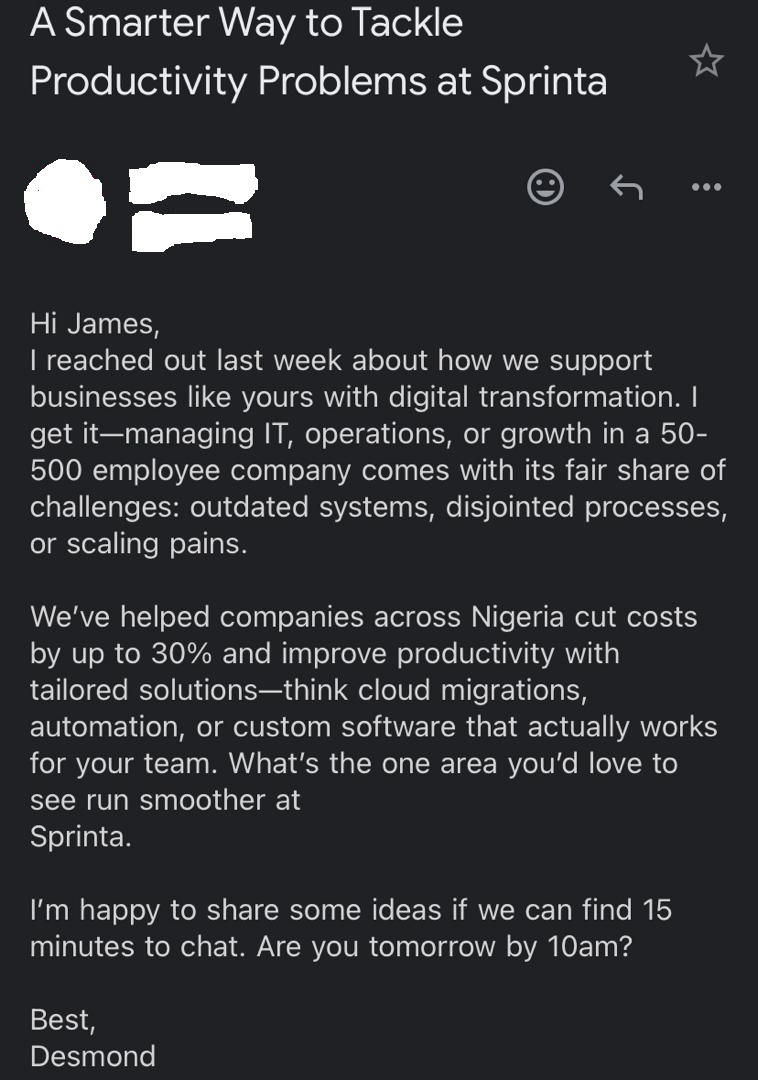 A Smarter Way to Tackle
Productivity Problems at Sprinta
Hi James,
I reached out last week about how we support
businesses like yours with digital transformation. I
get it—managing IT, operations, or growth in a 50-
500 employee company comes with its fair share of
challenges: outdated systems, disjointed processes,
or scaling pains.
We’ve helped companies across Nigeria cut costs
by up to 30% and improve productivity with
tailored solutions—think cloud migrations,
automation, or custom software that actually works
for your team. What’s the one area you’d love to
see run smoother at
Sprinta.
I’m happy to share some ideas if we can find 15
minutes to chat. Are you tomorrow by 10am?
Best,
Desmond